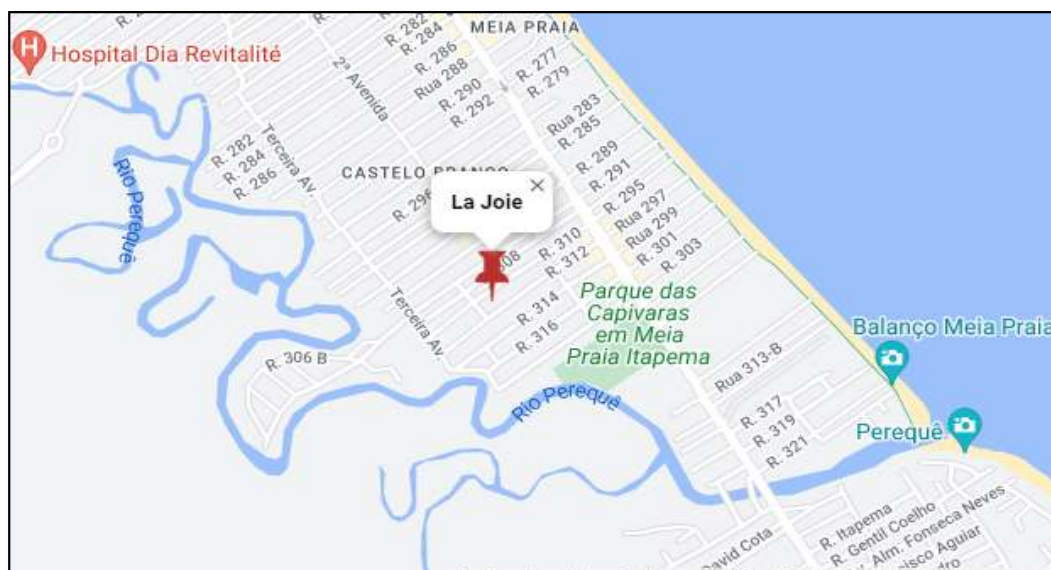 MEIA PRAIA
R. 282
R. 284
R. 286
Rua 288
R. 290
R. 292
R. 277
R. 279
Hospital Dia Revitalité
2ª Avenida
Rua 283
R. 285
Terceira Av.
R. 282
R. 284
R. 286
R. 289
R. 291
CASTELO BRANCO
Rio Perequê
R. 296
La Joie
R. 295
Rua 297
Rua 299
R. 301
R. 303
308
R. 310
R. 312
R. 314
R. 316
Terceira Av.
Parque das
Capivaras
em Meia
Praia Itapema
Balanço Meia Praia
R. 306 B
Rua 313-B
Rio Perequê
R. 317
R. 319
R. 321
Perequê
David Cota
R. Itapema
R. Gentil Coelho
Alm. Fonseca Neves
cisco Aguiar